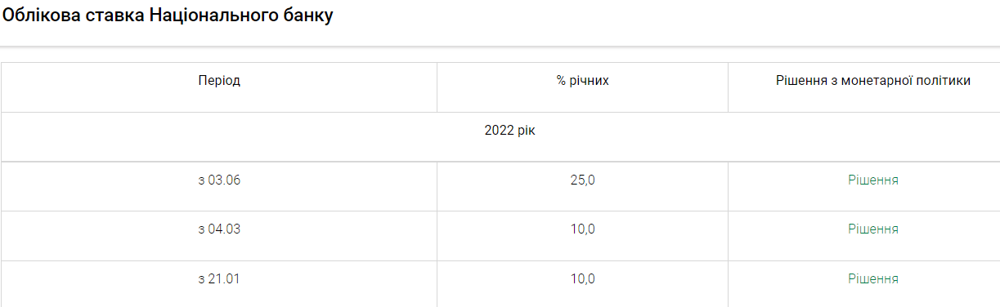 Облікова ставка Національного банку
Період % річних Рішення з монетарної політики
2022 рік
з 03.06 25,0 Рішення
з 04.03 10,0 Рішення
з 21.01 10,0 Рішення